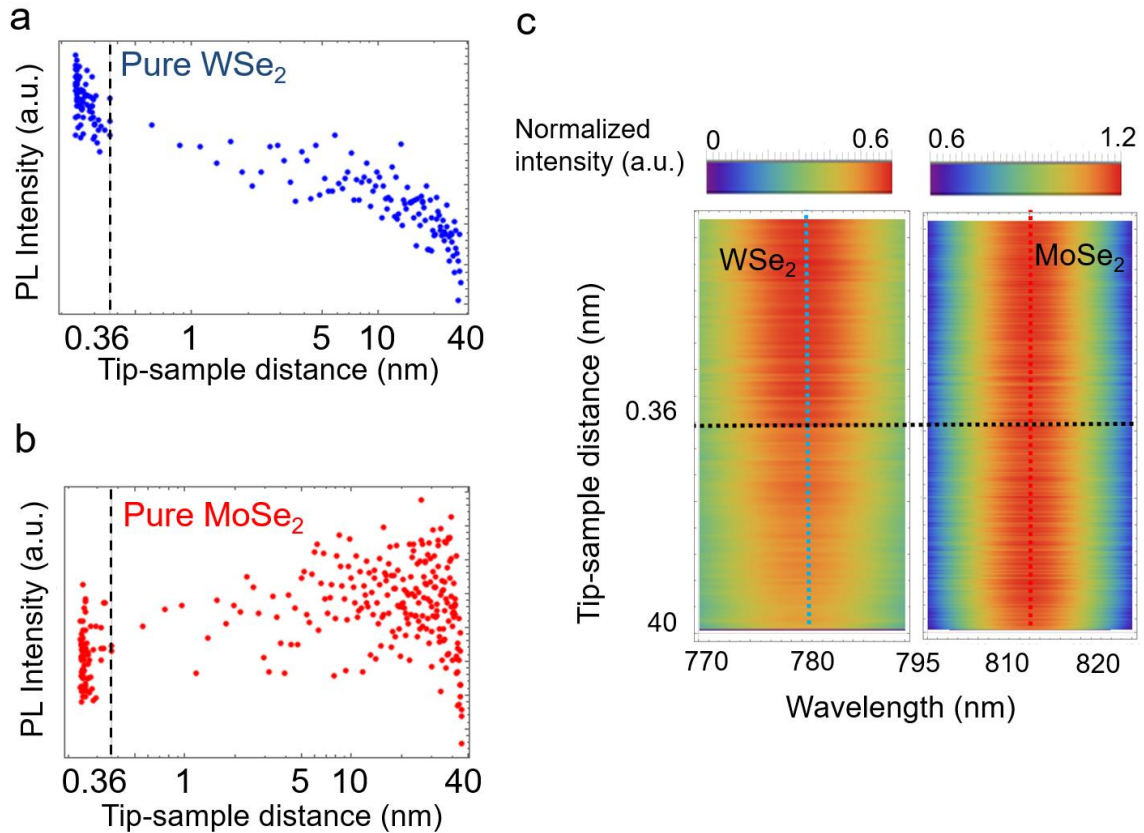 a
Pure WSe₂
PL Intensity (a.u.)
0.36 1 5 10 40
Tip-sample distance (nm)
b
Pure MoSe₂
PL Intensity (a.u.)
0.36 1 5 10 40
Tip-sample distance (nm)
c
Normalized
intensity (a.u.)
0 0.6 0.6 1.2
WSe₂ MoSe₂
Tip-sample distance (nm)
0.36
40
770 780 795 810 820
Wavelength (nm)